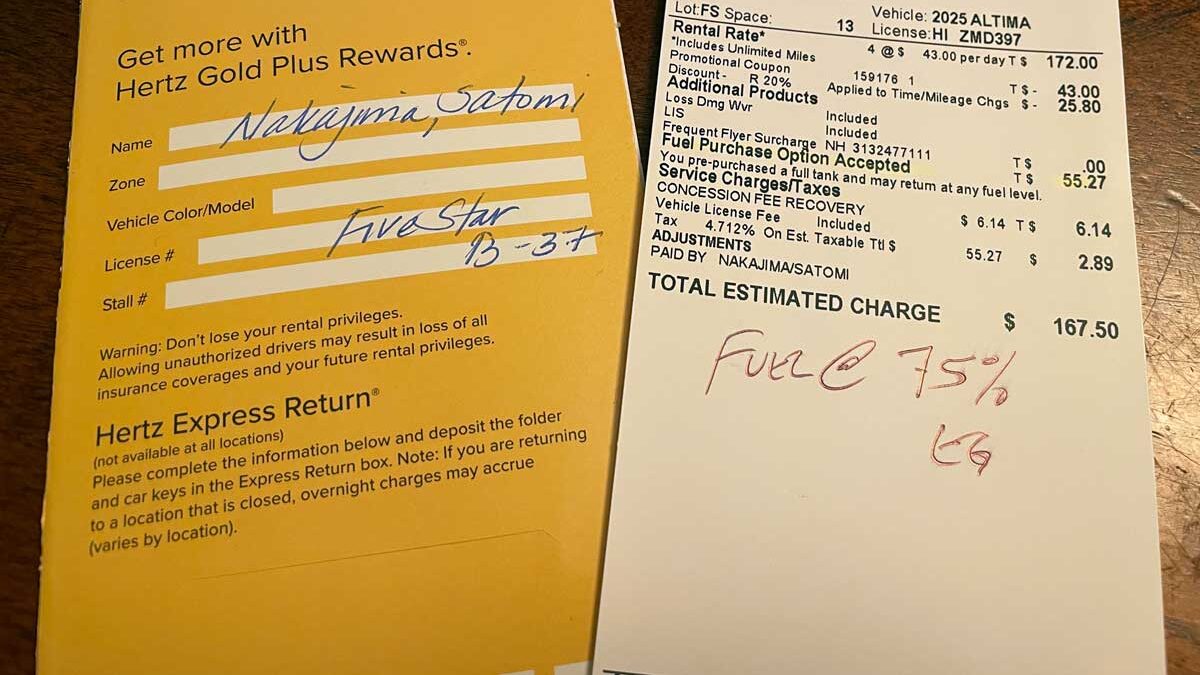 Get more with
Hertz Gold Plus Rewards®.
Name Nakajima, Satomi
Zone
Vehicle Color/Model
License # Five Star
Stall # B-37
Warning: Don't lose your rental privileges.
Allowing unauthorized drivers may result in loss of all
insurance coverages and your future rental privileges.
Hertz Express Return®
(not available at all locations)
Please complete the information below and deposit the folder
and car keys in the Express Return box. Note: If you are returning
to a location that is closed, overnight charges may accrue
(varies by location).
Lot:FS Space: 13 Vehicle: 2025 ALTIMA
License:HI ZMD397
Rental Rate* 4 @ $ 43.00 per day T $ 172.00
*Includes Unlimited Miles
Promotional Coupon 159176 1 T $ - 43.00
Discount - R 20% Applied to Time/Mileage Chgs $ - 25.80
Additional Products
Loss Dmg Wvr Included
LIS Included
Frequent Flyer Surcharge NH 3132477111 T $ .00
Fuel Purchase Option Accepted T $ 55.27
You pre-purchased a full tank and may return at any fuel level.
Service Charges/Taxes
CONCESSION FEE RECOVERY $ 6.14 T $ 6.14
Vehicle License Fee Included
Tax 4.712% On Est. Taxable Ttl $ 55.27 $ 2.89
ADJUSTMENTS
PAID BY NAKAJIMA/SATOMI
TOTAL ESTIMATED CHARGE $ 167.50
FUEL @ 75%
EG